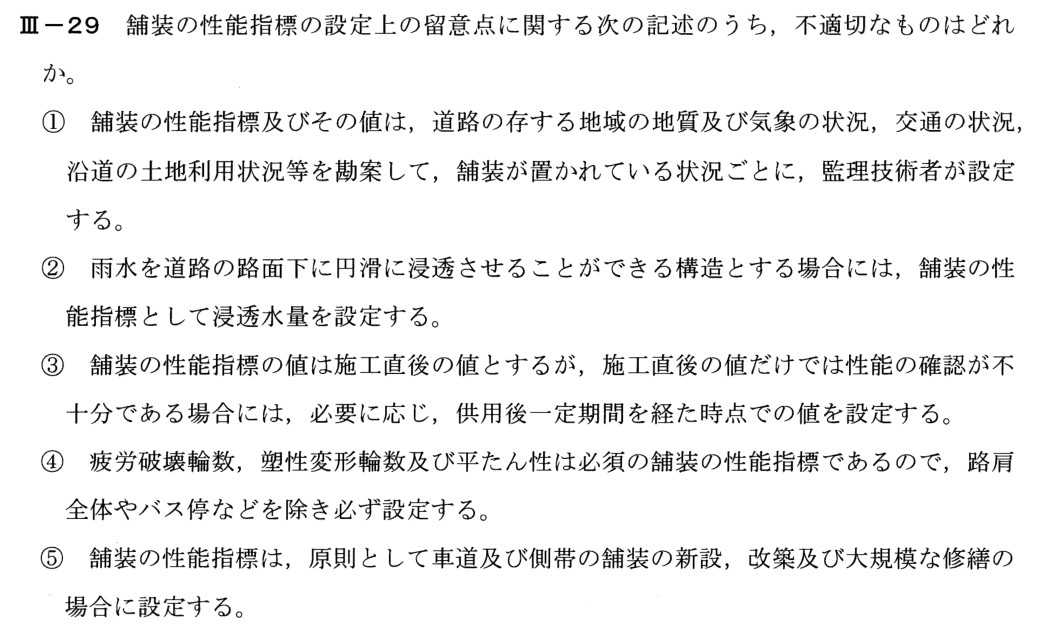 Ⅲ－29　舗装の性能指標の設定上の留意点に関する次の記述のうち，不適切なものはどれ
か。
①　舗装の性能指標及びその値は，道路の存する地域の地質及び気象の状況，交通の状況，
沿道の土地利用状況等を勘案して，舗装が置かれている状況ごとに，監理技術者が設定
する。
②　雨水を道路の路面下に円滑に浸透させることができる構造とする場合には，舗装の性
能指標として浸透水量を設定する。
③　舗装の性能指標の値は施工直後の値とするが，施工直後の値だけでは性能の確認が不
十分である場合には，必要に応じ，供用後一定期間を経た時点での値を設定する。
④　疲労破壊輪数，塑性変形輪数及び平たん性は必須の舗装の性能指標であるので，路肩
全体やバス停などを除き必ず設定する。
⑤　舗装の性能指標は，原則として車道及び側帯の舗装の新設，改築及び大規模な修繕の
場合に設定する。